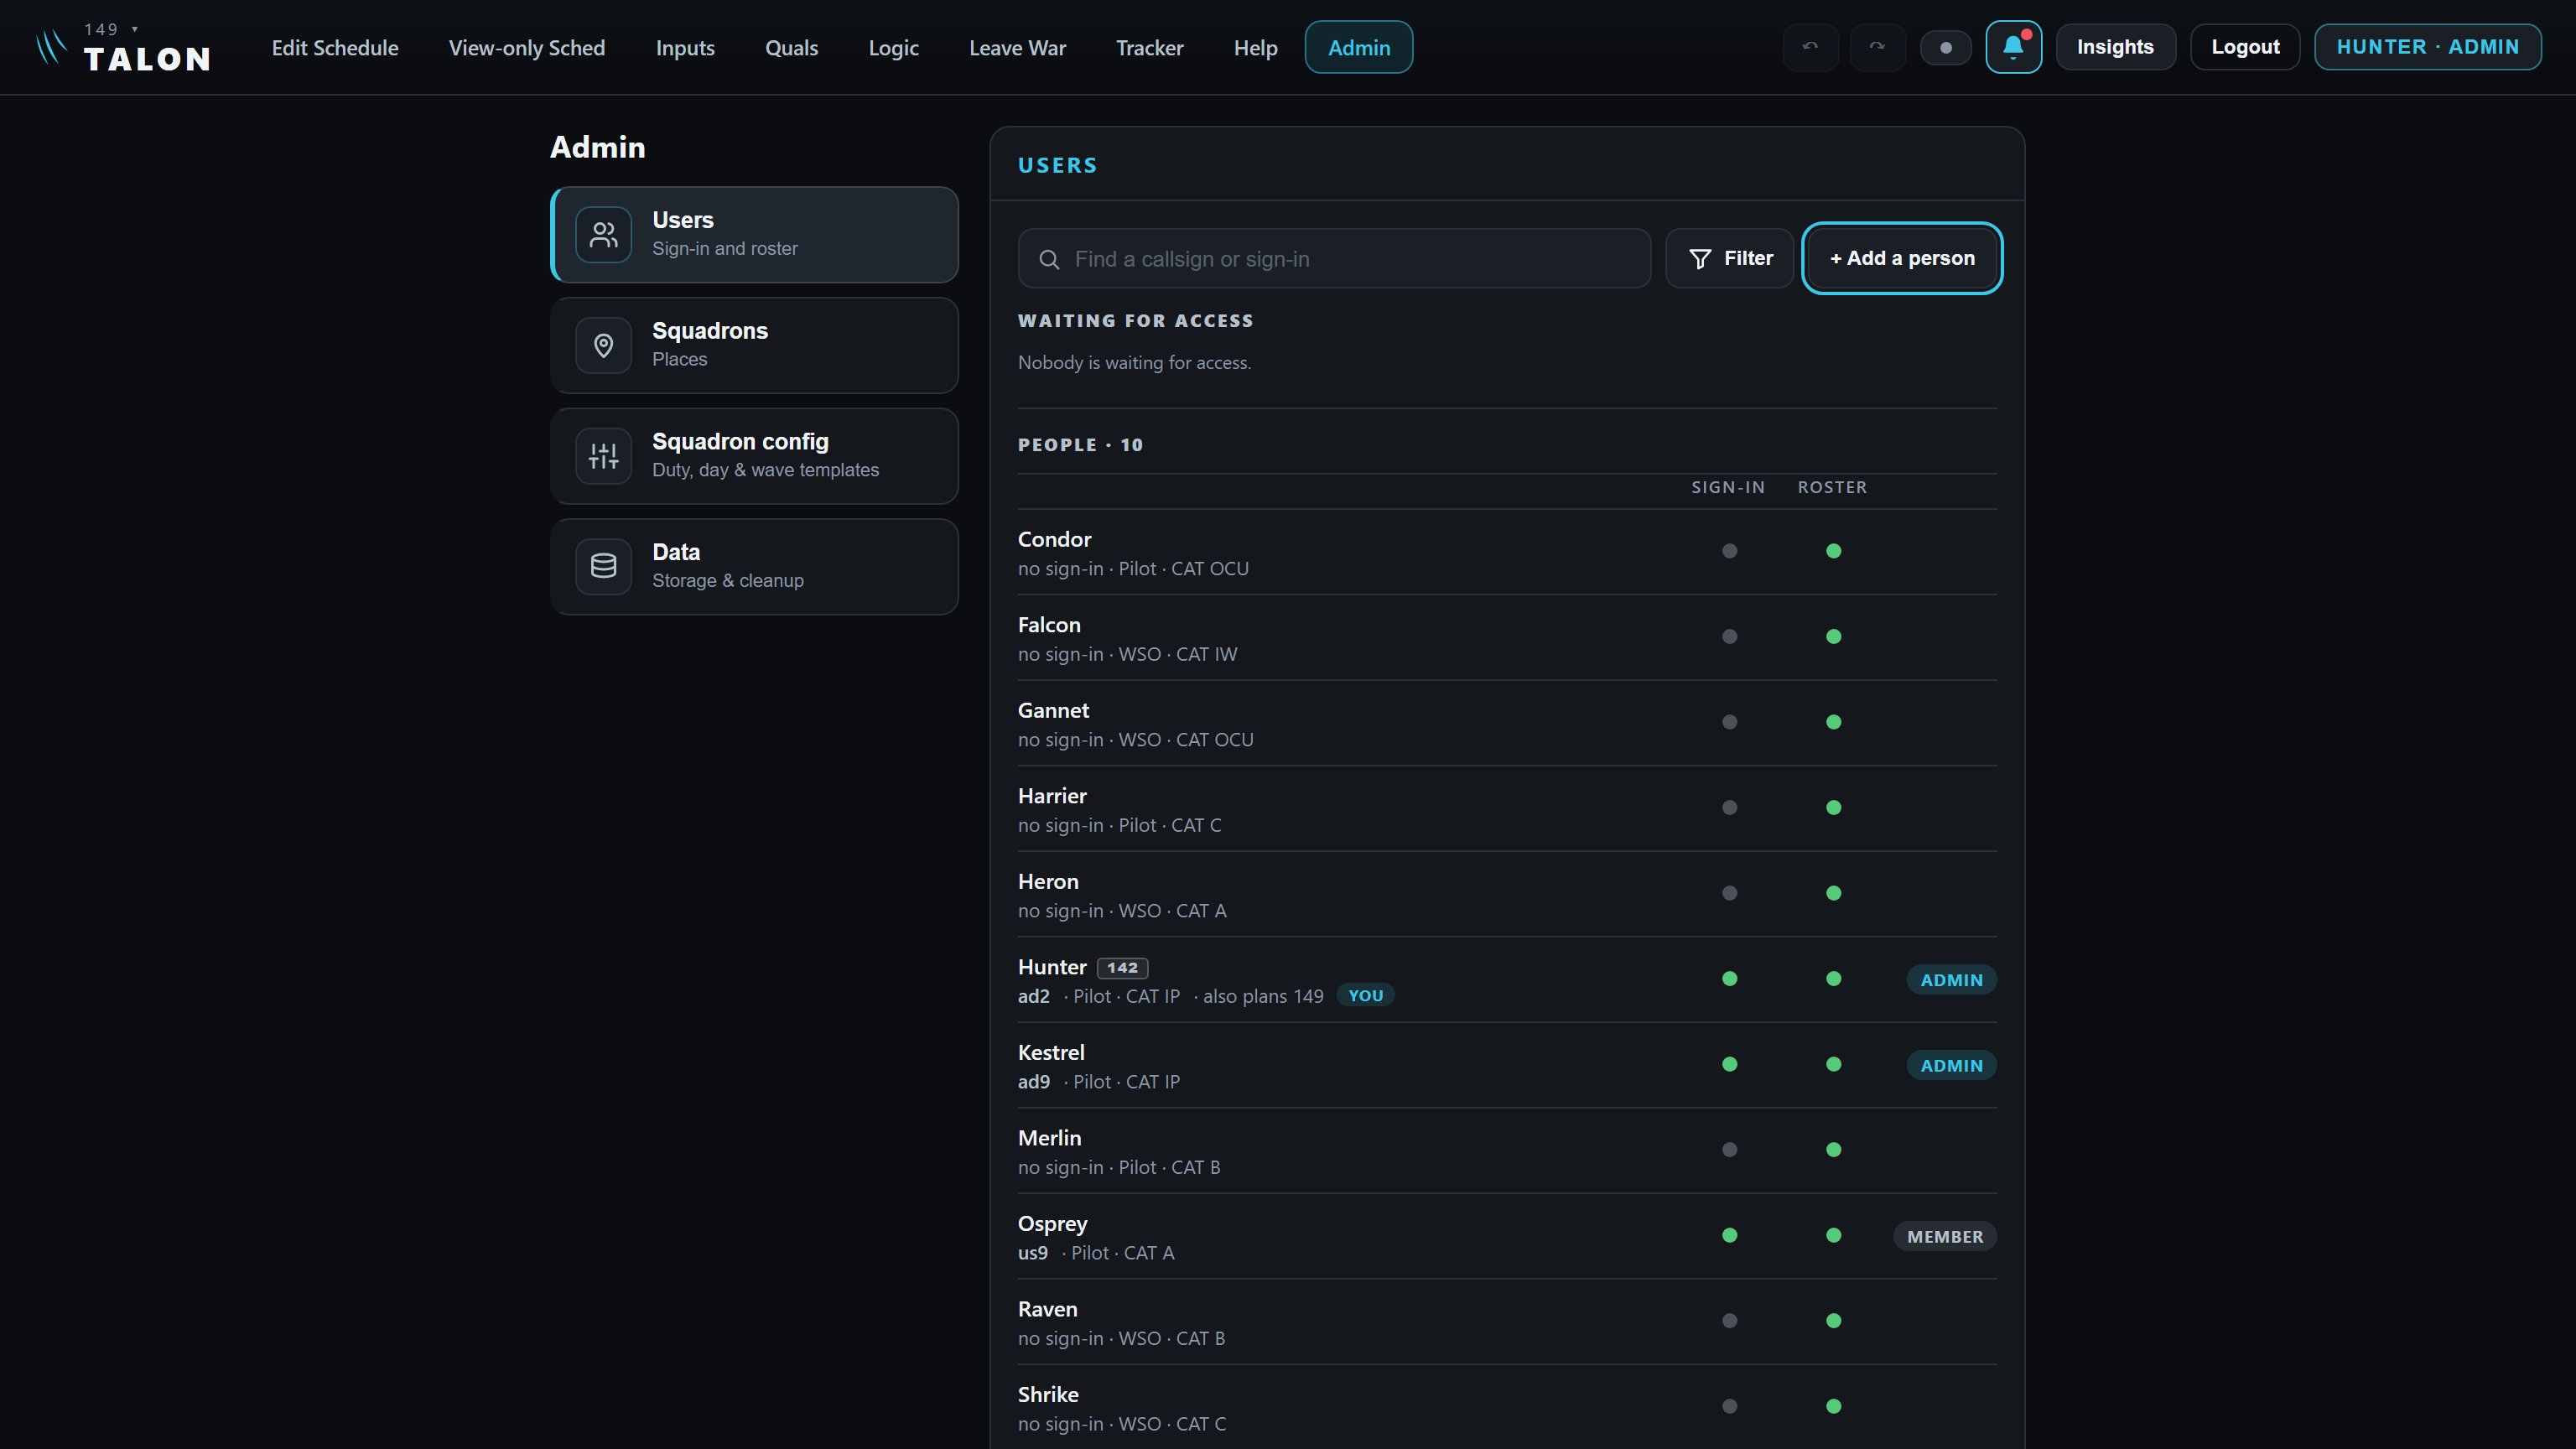 149 ▾
TALON
Edit Schedule
View-only Sched
Inputs
Quals
Logic
Leave War
Tracker
Help
Admin
Insights
Logout
HUNTER · ADMIN
Admin
Users
Sign-in and roster
Squadrons
Places
Squadron config
Duty, day & wave templates
Data
Storage & cleanup
USERS
Find a callsign or sign-in
Filter
+ Add a person
WAITING FOR ACCESS
Nobody is waiting for access.
PEOPLE · 10
SIGN-IN ROSTER
Condor
no sign-in · Pilot · CAT OCU
Falcon
no sign-in · WSO · CAT IW
Gannet
no sign-in · WSO · CAT OCU
Harrier
no sign-in · Pilot · CAT C
Heron
no sign-in · WSO · CAT A
Hunter 142
ad2 · Pilot · CAT IP · also plans 149 YOU
ADMIN
Kestrel
ad9 · Pilot · CAT IP
ADMIN
Merlin
no sign-in · Pilot · CAT B
Osprey
us9 · Pilot · CAT A
MEMBER
Raven
no sign-in · WSO · CAT B
Shrike
no sign-in · WSO · CAT C